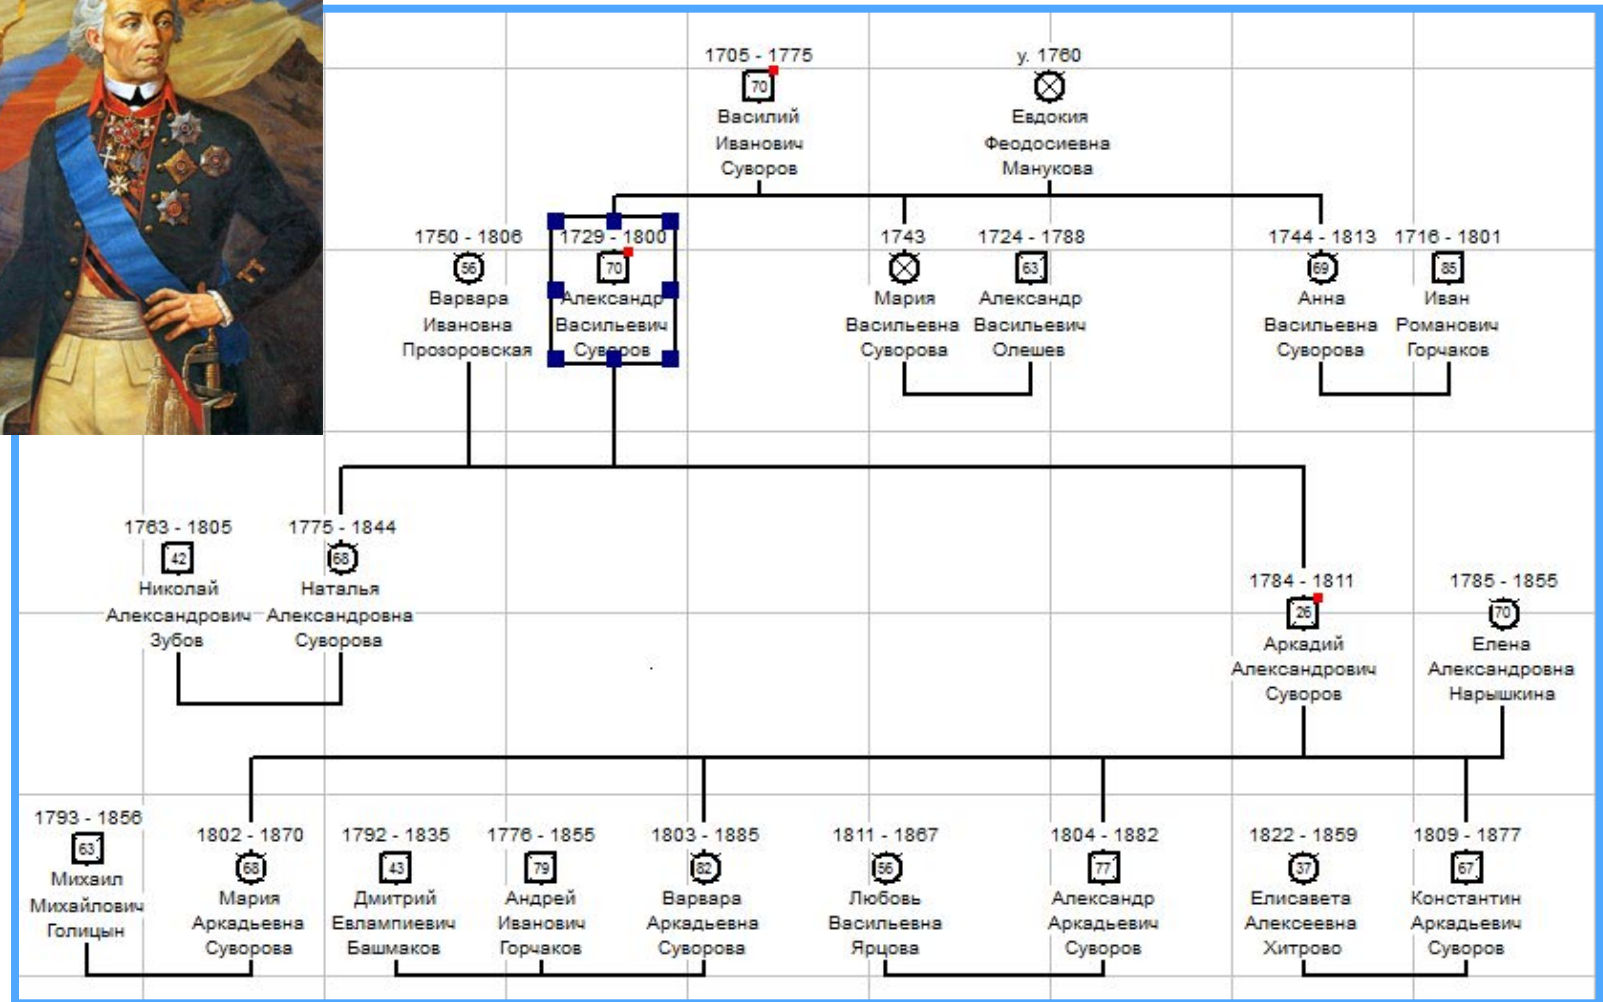 1705 - 1775
70
Василий
Иванович
Суворов
у. 1760
Евдокия
Феодосиевна
Манукова
1750 - 1806
56
Варвара
Ивановна
Прозоровская
1729 - 1800
70
Александр
Васильевич
Суворов
1743
Мария
Васильевна
Суворова
1724 - 1788
63
Александр
Васильевич
Олешев
1744 - 1813
69
Анна
Васильевна
Суворова
1716 - 1801
85
Иван
Романович
Горчаков
1763 - 1805
42
Николай
Александрович
Зубов
1775 - 1844
68
Наталья
Александровна
Суворова
1784 - 1811
26
Аркадий
Александрович
Суворов
1785 - 1855
70
Елена
Александровна
Нарышкина
1793 - 1856
63
Михаил
Михайлович
Голицын
1802 - 1870
68
Мария
Аркадьевна
Суворова
1792 - 1835
43
Дмитрий
Евлампиевич
Башмаков
1776 - 1855
79
Андрей
Иванович
Горчаков
1803 - 1885
82
Варвара
Аркадьевна
Суворова
1811 - 1867
56
Любовь
Васильевна
Ярцова
1804 - 1882
77
Александр
Аркадьевич
Суворов
1822 - 1859
37
Елисавета
Алексеевна
Хитрово
1809 - 1877
67
Константин
Аркадьевич
Суворов